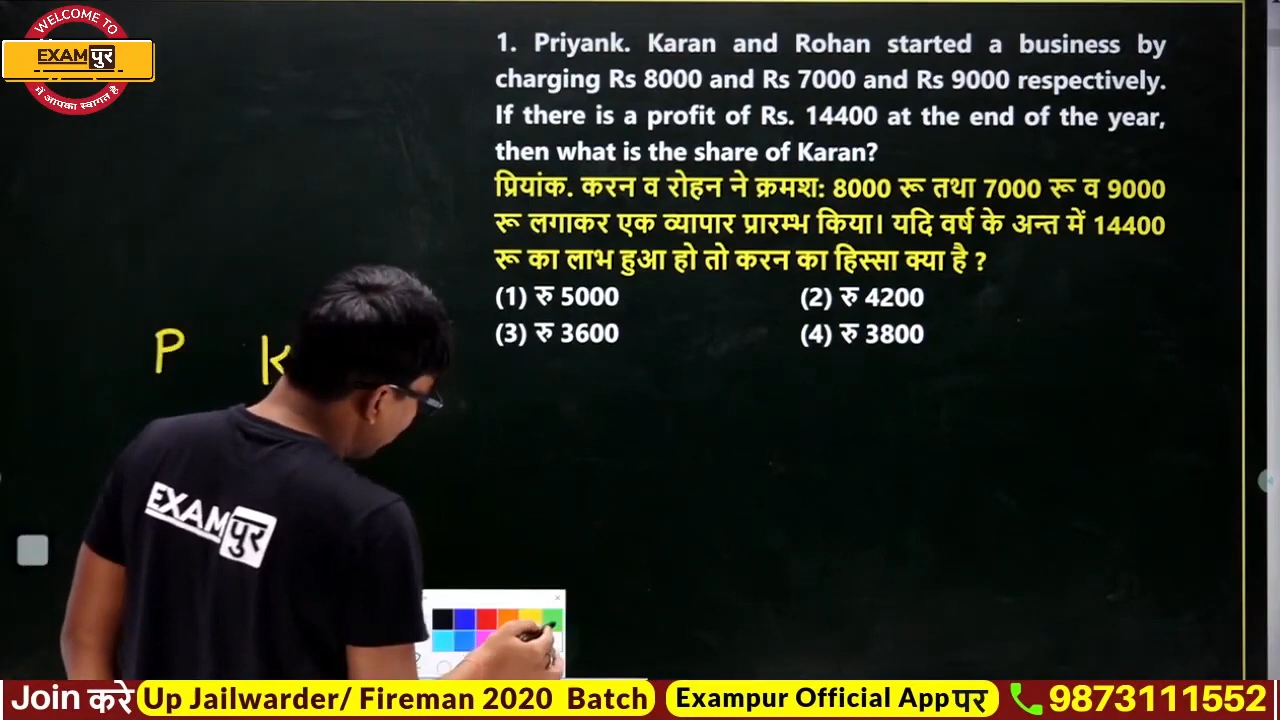 WELCOME TO
EXAMपुर
में आपका स्वागत है
1. Priyank. Karan and Rohan started a business by
charging Rs 8000 and Rs 7000 and Rs 9000 respectively.
If there is a profit of Rs. 14400 at the end of the year,
then what is the share of Karan?
प्रियांक. करन व रोहन ने क्रमश: 8000 रू तथा 7000 रू व 9000
रू लगाकर एक व्यापार प्रारम्भ किया। यदि वर्ष के अन्त में 14400
रू का लाभ हुआ हो तो करन का हिस्सा क्या है ?
(1) रु 5000 (2) रु 4200
(3) रु 3600 (4) रु 3800
P K
EXAMपुर
Join करे Up Jailwarder/ Fireman 2020 Batch Exampur Official App पर 9873111552